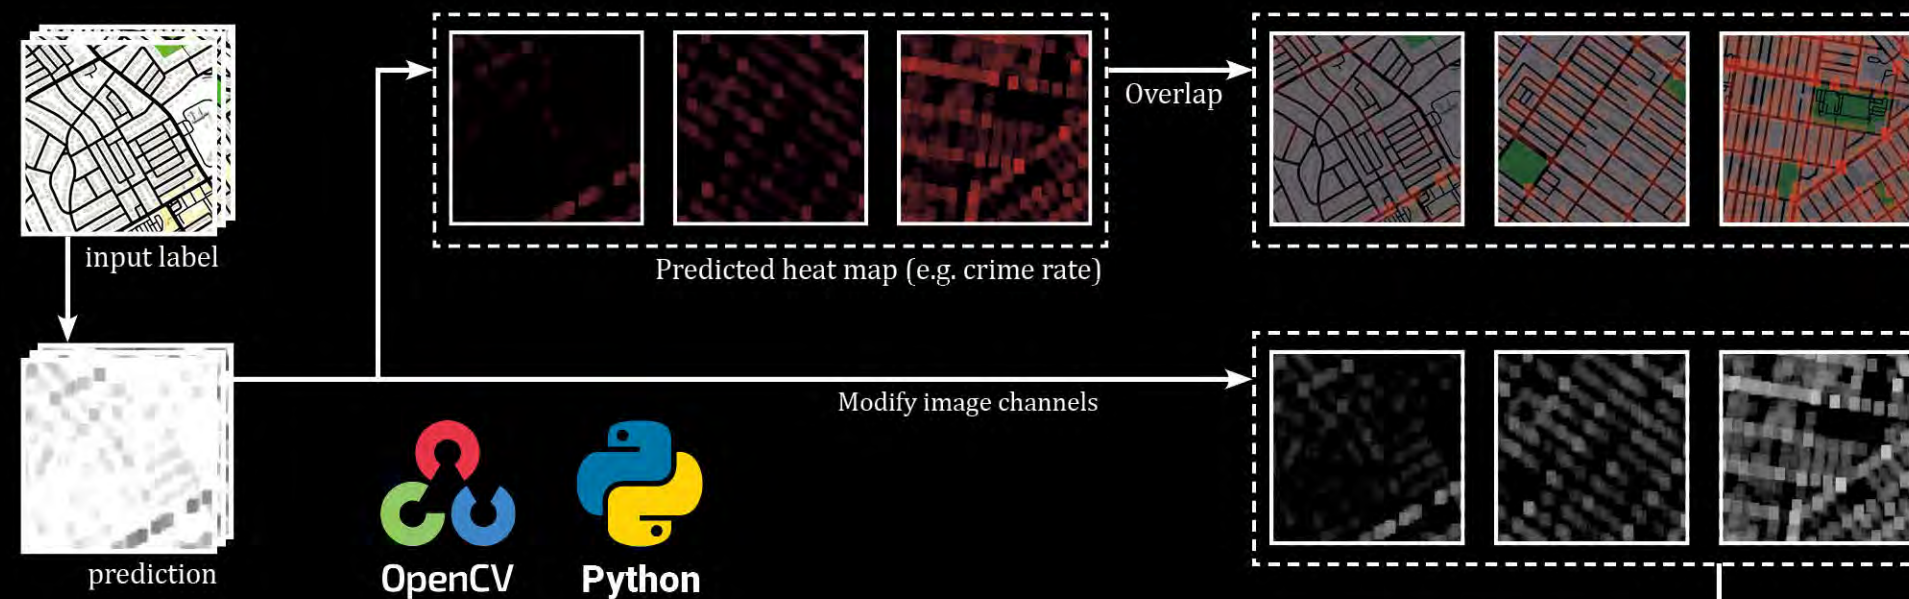 Overlap
input label
Predicted heat map (e.g. crime rate)
Modify image channels
prediction
OpenCV
Python